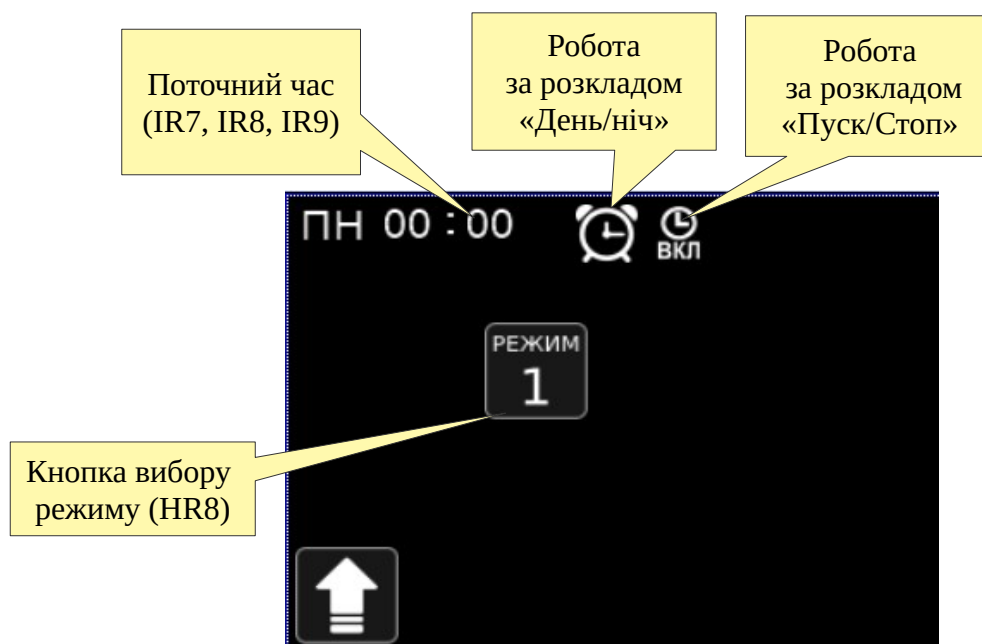 Поточний час
(IR7, IR8, IR9)
Робота
за розкладом
«День/ніч»
Робота
за розкладом
«Пуск/Стоп»
ПН 00 : 00
ВКЛ
РЕЖИМ
1
Кнопка вибору
режиму (HR8)